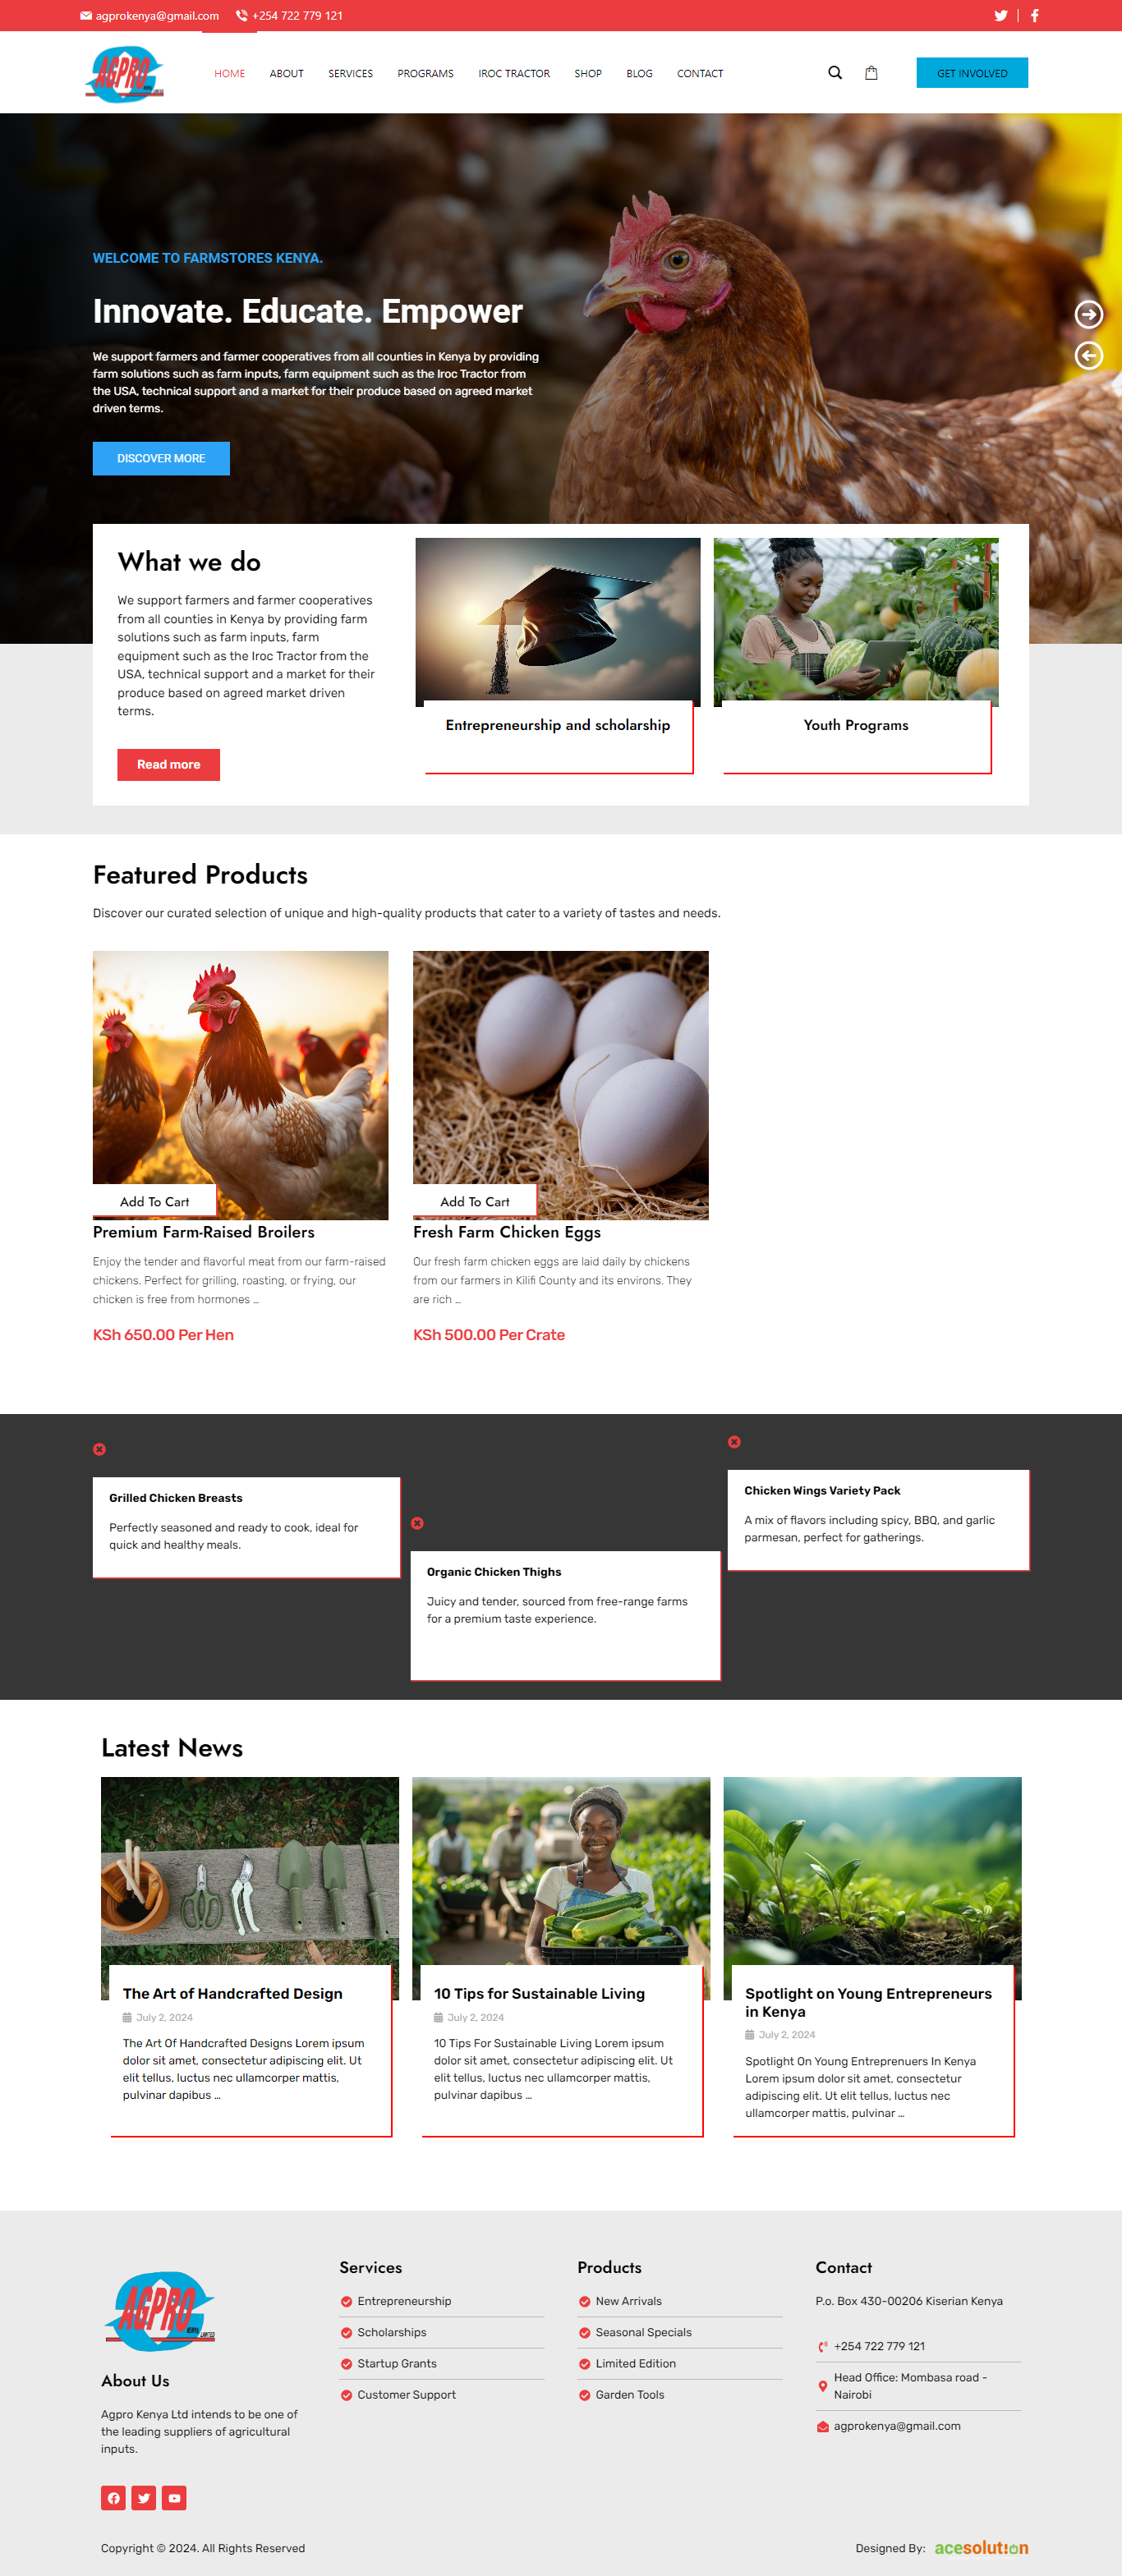 agprokenya@gmail.com +254 722 779 121
AGPRO
HOME ABOUT SERVICES PROGRAMS IROC TRACTOR SHOP BLOG CONTACT GET INVOLVED
WELCOME TO FARMSTORES KENYA.
Innovate. Educate. Empower
We support farmers and farmer cooperatives from all counties in Kenya by providing
farm solutions such as farm inputs, farm equipment such as the Iroc Tractor from
the USA, technical support and a market for their produce based on agreed market
driven terms.
DISCOVER MORE
What we do
We support farmers and farmer cooperatives
from all counties in Kenya by providing farm
solutions such as farm inputs, farm
equipment such as the Iroc Tractor from the
USA, technical support and a market for their
produce based on agreed market driven
terms.
Read more
Entrepreneurship and scholarship
Youth Programs
Featured Products
Discover our curated selection of unique and high-quality products that cater to a variety of tastes and needs.
Add To Cart
Premium Farm-Raised Broilers
Enjoy the tender and flavorful meat from our farm-raised
chickens. Perfect for grilling, roasting, or frying, our
chicken is free from hormones ...
KSh 650.00 Per Hen
Add To Cart
Fresh Farm Chicken Eggs
Our fresh farm chicken eggs are laid daily by chickens
from our farmers in Kilifi County and its environs. They
are rich ...
KSh 500.00 Per Crate
Grilled Chicken Breasts
Perfectly seasoned and ready to cook, ideal for
quick and healthy meals.
Organic Chicken Thighs
Juicy and tender, sourced from free-range farms
for a premium taste experience.
Chicken Wings Variety Pack
A mix of flavors including spicy, BBQ, and garlic
parmesan, perfect for gatherings.
Latest News
The Art of Handcrafted Design
July 2, 2024
The Art Of Handcrafted Designs Lorem ipsum
dolor sit amet, consectetur adipiscing elit. Ut
elit tellus, luctus nec ullamcorper mattis,
pulvinar dapibus ...
10 Tips for Sustainable Living
July 2, 2024
10 Tips For Sustainable Living Lorem ipsum
dolor sit amet, consectetur adipiscing elit. Ut
elit tellus, luctus nec ullamcorper mattis,
pulvinar dapibus ...
Spotlight on Young Entrepreneurs
in Kenya
July 2, 2024
Spotlight On Young Entreprenuers In Kenya
Lorem ipsum dolor sit amet, consectetur
adipiscing elit. Ut elit tellus, luctus nec
ullamcorper mattis, pulvinar ...
AGPRO
KENYA LIMITED
About Us
Agpro Kenya Ltd intends to be one of
the leading suppliers of agricultural
inputs.
Services
Entrepreneurship
Scholarships
Startup Grants
Customer Support
Products
New Arrivals
Seasonal Specials
Limited Edition
Garden Tools
Contact
P.o. Box 430-00206 Kiserian Kenya
+254 722 779 121
Head Office: Mombasa road -
Nairobi
agprokenya@gmail.com
Copyright © 2024. All Rights Reserved
Designed By: acesolution